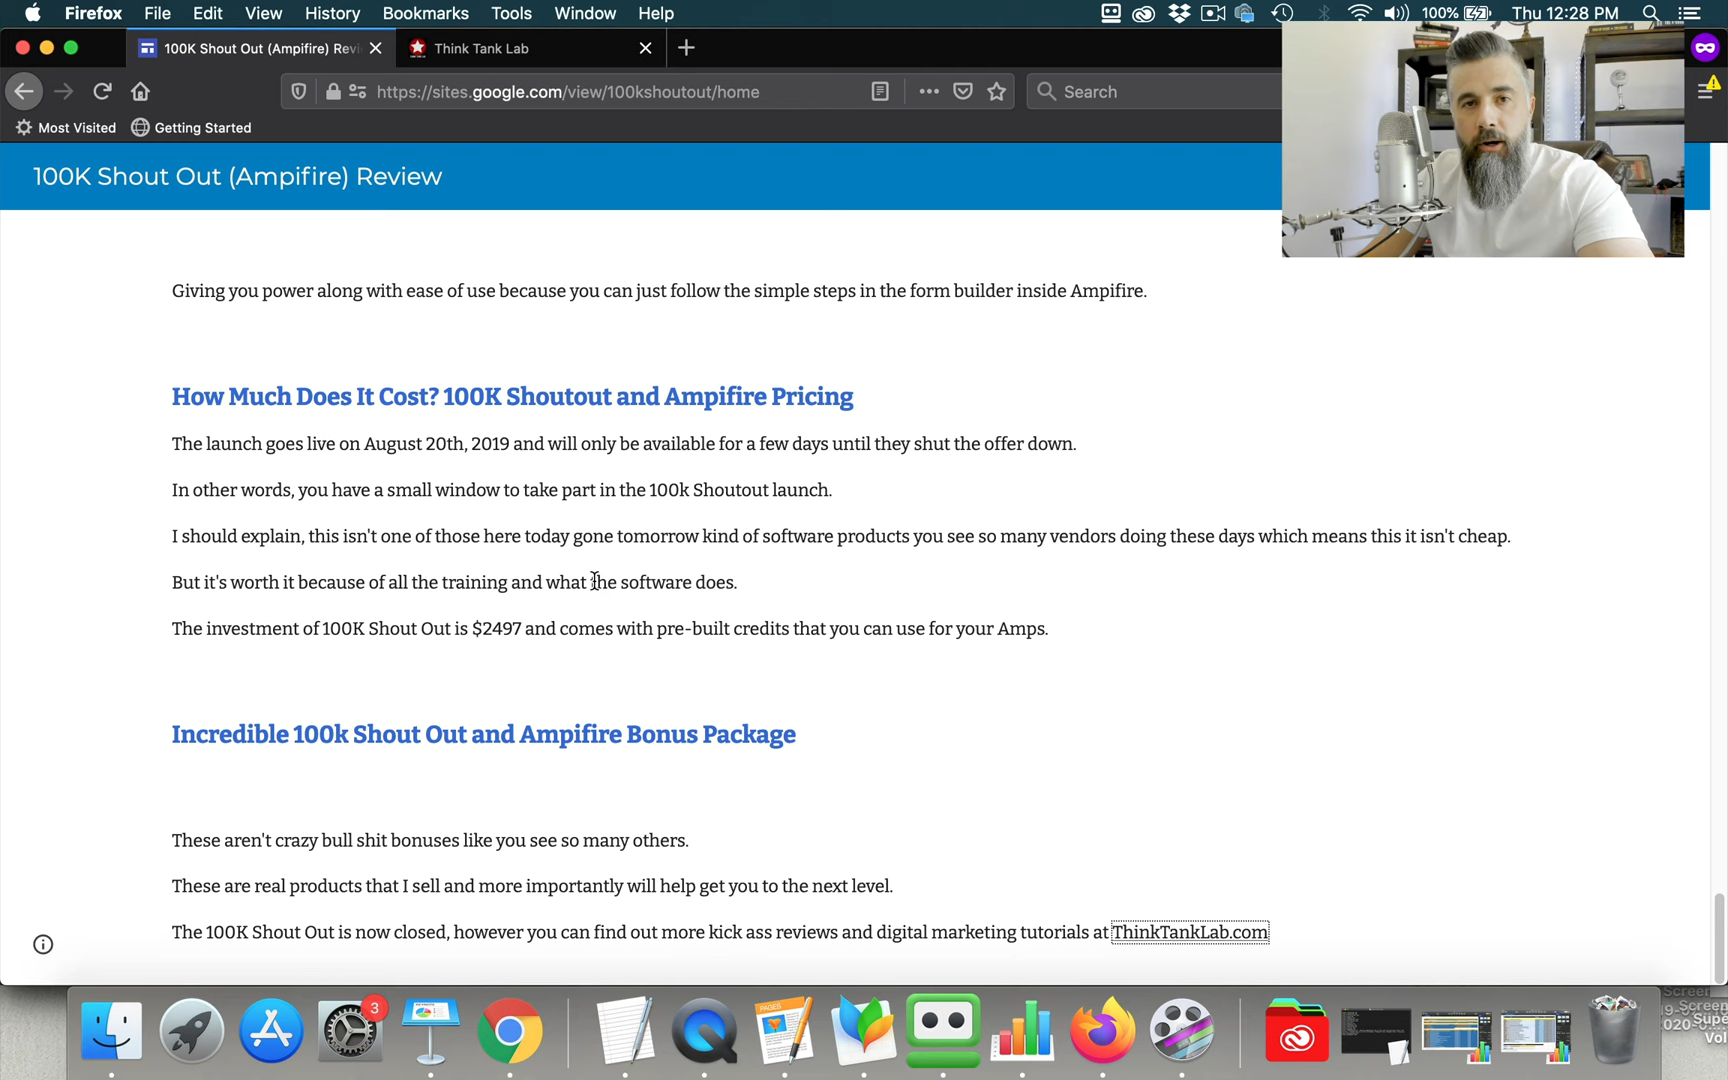 Firefox File Edit View History Bookmarks Tools Window Help 100% Thu 12:28 PM
100K Shout Out (Ampifire) Revi
Think Tank Lab
https://sites.google.com/view/100kshoutout/home
Search
Most Visited Getting Started
100K Shout Out (Ampifire) Review
Giving you power along with ease of use because you can just follow the simple steps in the form builder inside Ampifire.
How Much Does It Cost? 100K Shoutout and Ampifire Pricing
The launch goes live on August 20th, 2019 and will only be available for a few days until they shut the offer down.
In other words, you have a small window to take part in the 100k Shoutout launch.
I should explain, this isn't one of those here today gone tomorrow kind of software products you see so many vendors doing these days which means this it isn't cheap.
But it's worth it because of all the training and what the software does.
The investment of 100K Shout Out is $2497 and comes with pre-built credits that you can use for your Amps.
Incredible 100k Shout Out and Ampifire Bonus Package
These aren't crazy bull shit bonuses like you see so many others.
These are real products that I sell and more importantly will help get you to the next level.
The 100K Shout Out is now closed, however you can find out more kick ass reviews and digital marketing tutorials at ThinkTankLab.com
3
PAGES